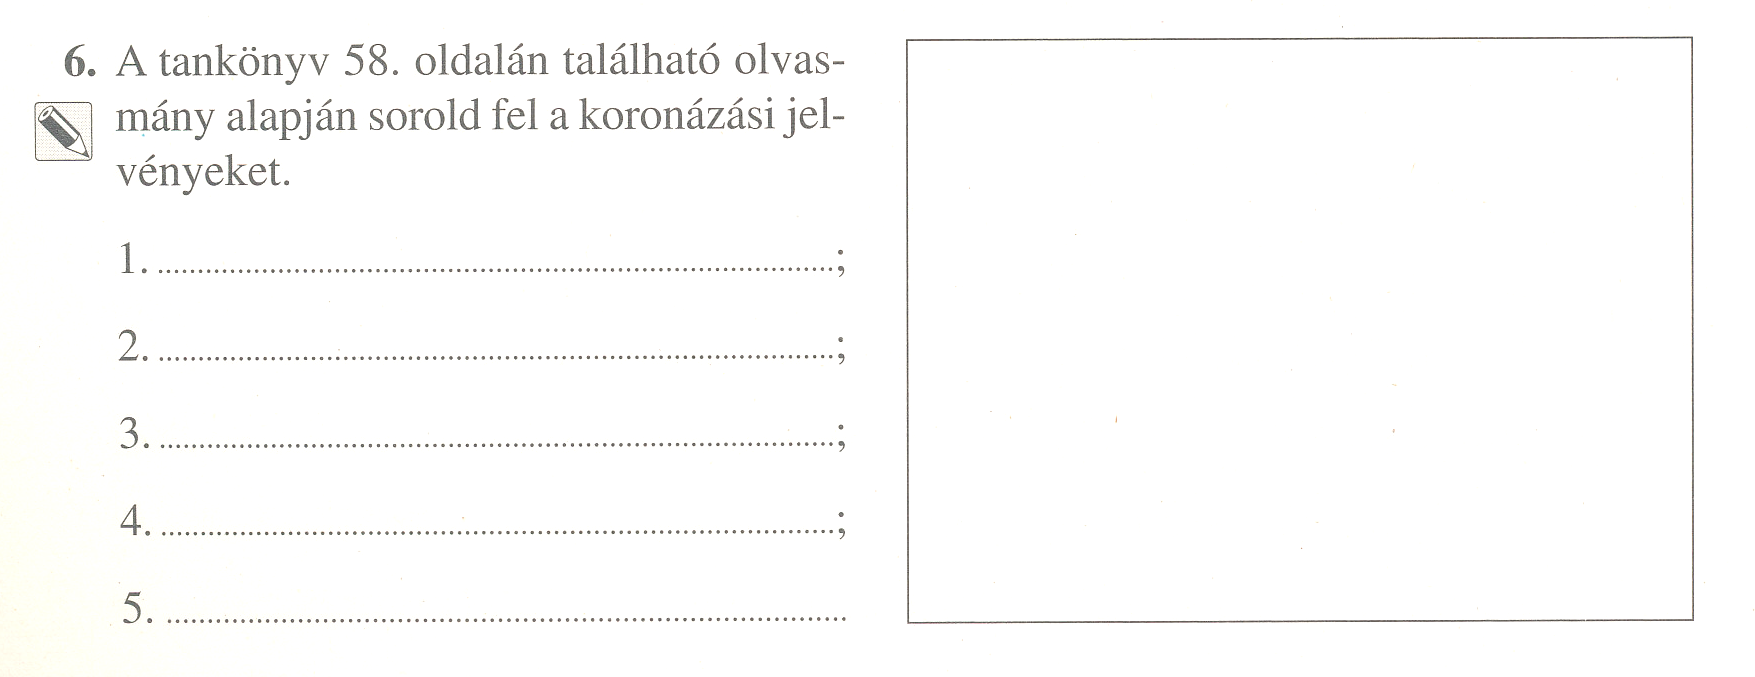 6. A tankönyv 58. oldalán található olvas-
mány alapján sorold fel a koronázási jel-
vényeket.
1. ........................................;
2. ........................................;
3. ........................................;
4. ........................................;
5. ........................................